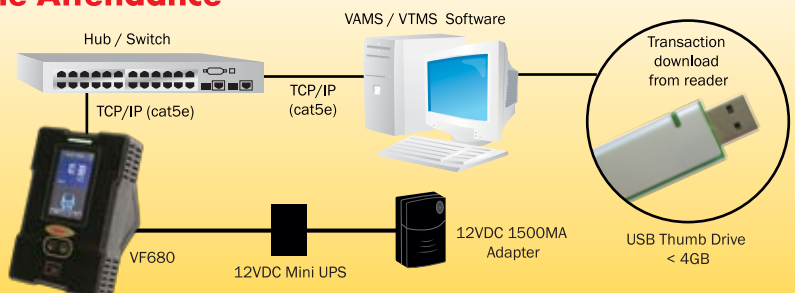 Attendance
VAMS / VTMS Software
Hub / Switch
Transaction
download
from reader
TCP/IP
(cat5e)
TCP/IP (cat5e)
VF680
12VDC Mini UPS
12VDC 1500MA
Adapter
USB Thumb Drive
< 4GB